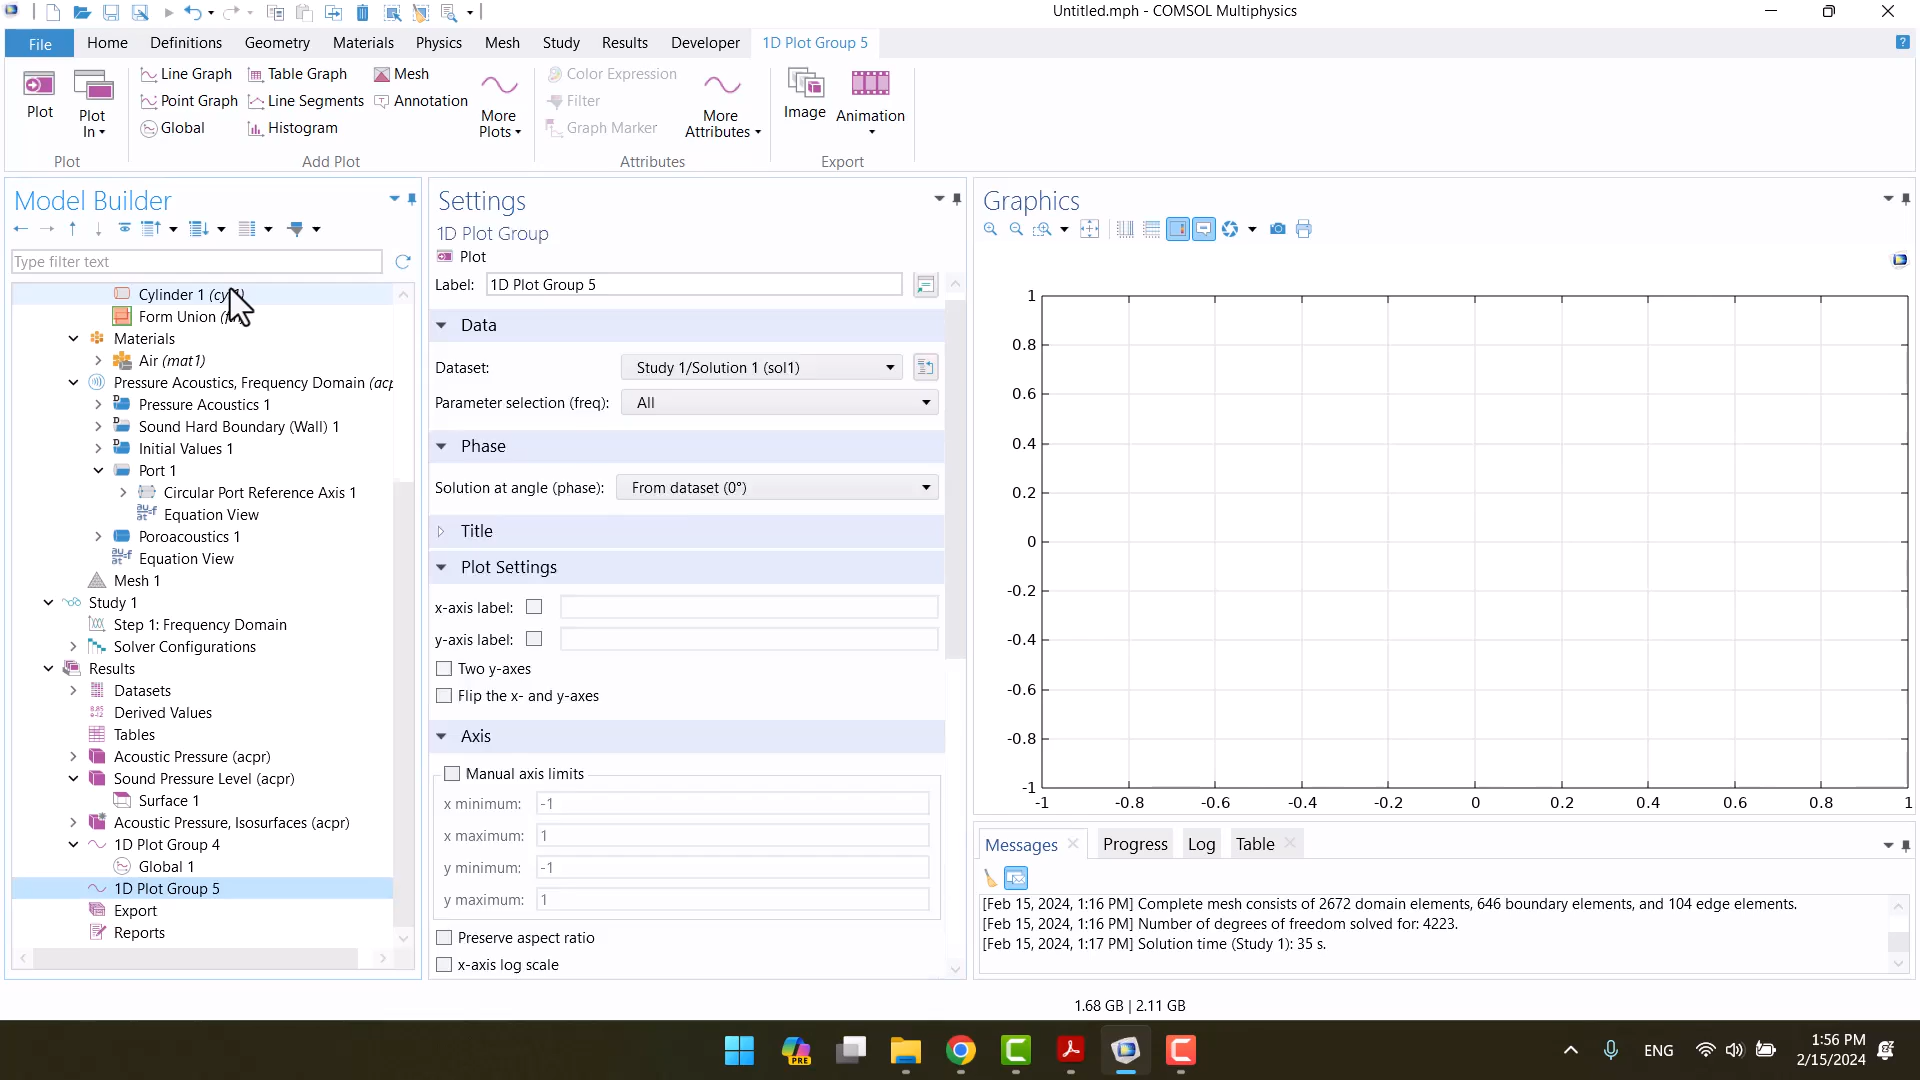 Untitled.mph - COMSOL Multiphysics
File
Home
Definitions
Geometry
Materials
Physics
Mesh
Study
Results
Developer
1D Plot Group 5
Plot
Plot In
Line Graph
Point Graph
Global
Table Graph
Line Segments
Histogram
Mesh
Annotation
More Plots
Color Expression
Filter
Graph Marker
More Attributes
Image
Animation
Plot
Add Plot
Attributes
Export
Model Builder
Type filter text
Cylinder 1
Form Union
Materials
Air (mat1)
Pressure Acoustics, Frequency Domain (acp
Pressure Acoustics 1
Sound Hard Boundary (Wall) 1
Initial Values 1
Port 1
Circular Port Reference Axis 1
Equation View
Poroacoustics 1
Equation View
Mesh 1
Study 1
Step 1: Frequency Domain
Solver Configurations
Results
Datasets
8.85
e-12
Derived Values
Tables
Acoustic Pressure (acpr)
Sound Pressure Level (acpr)
Surface 1
Acoustic Pressure, Isosurfaces (acpr)
1D Plot Group 4
Global 1
1D Plot Group 5
Export
Reports
Settings
1D Plot Group
Plot
Label: 1D Plot Group 5
Data
Dataset: Study 1/Solution 1 (sol1)
Parameter selection (freq): All
Phase
Solution at angle (phase): From dataset (0°)
Title
Plot Settings
x-axis label:
y-axis label:
Two y-axes
Flip the x- and y-axes
Axis
Manual axis limits
x minimum: -1
x maximum: 1
y minimum: -1
y maximum: 1
Preserve aspect ratio
x-axis log scale
Graphics
1
0.8
0.6
0.4
0.2
0
-0.2
-0.4
-0.6
-0.8
-1
-1 -0.8 -0.6 -0.4 -0.2 0 0.2 0.4 0.6 0.8 1
Messages
Progress
Log
Table
[Feb 15, 2024, 1:16 PM] Complete mesh consists of 2672 domain elements, 646 boundary elements, and 104 edge elements.
[Feb 15, 2024, 1:16 PM] Number of degrees of freedom solved for: 4223.
[Feb 15, 2024, 1:17 PM] Solution time (Study 1): 35 s.
1.68 GB | 2.11 GB
PRE
ENG
1:56 PM
2/15/2024